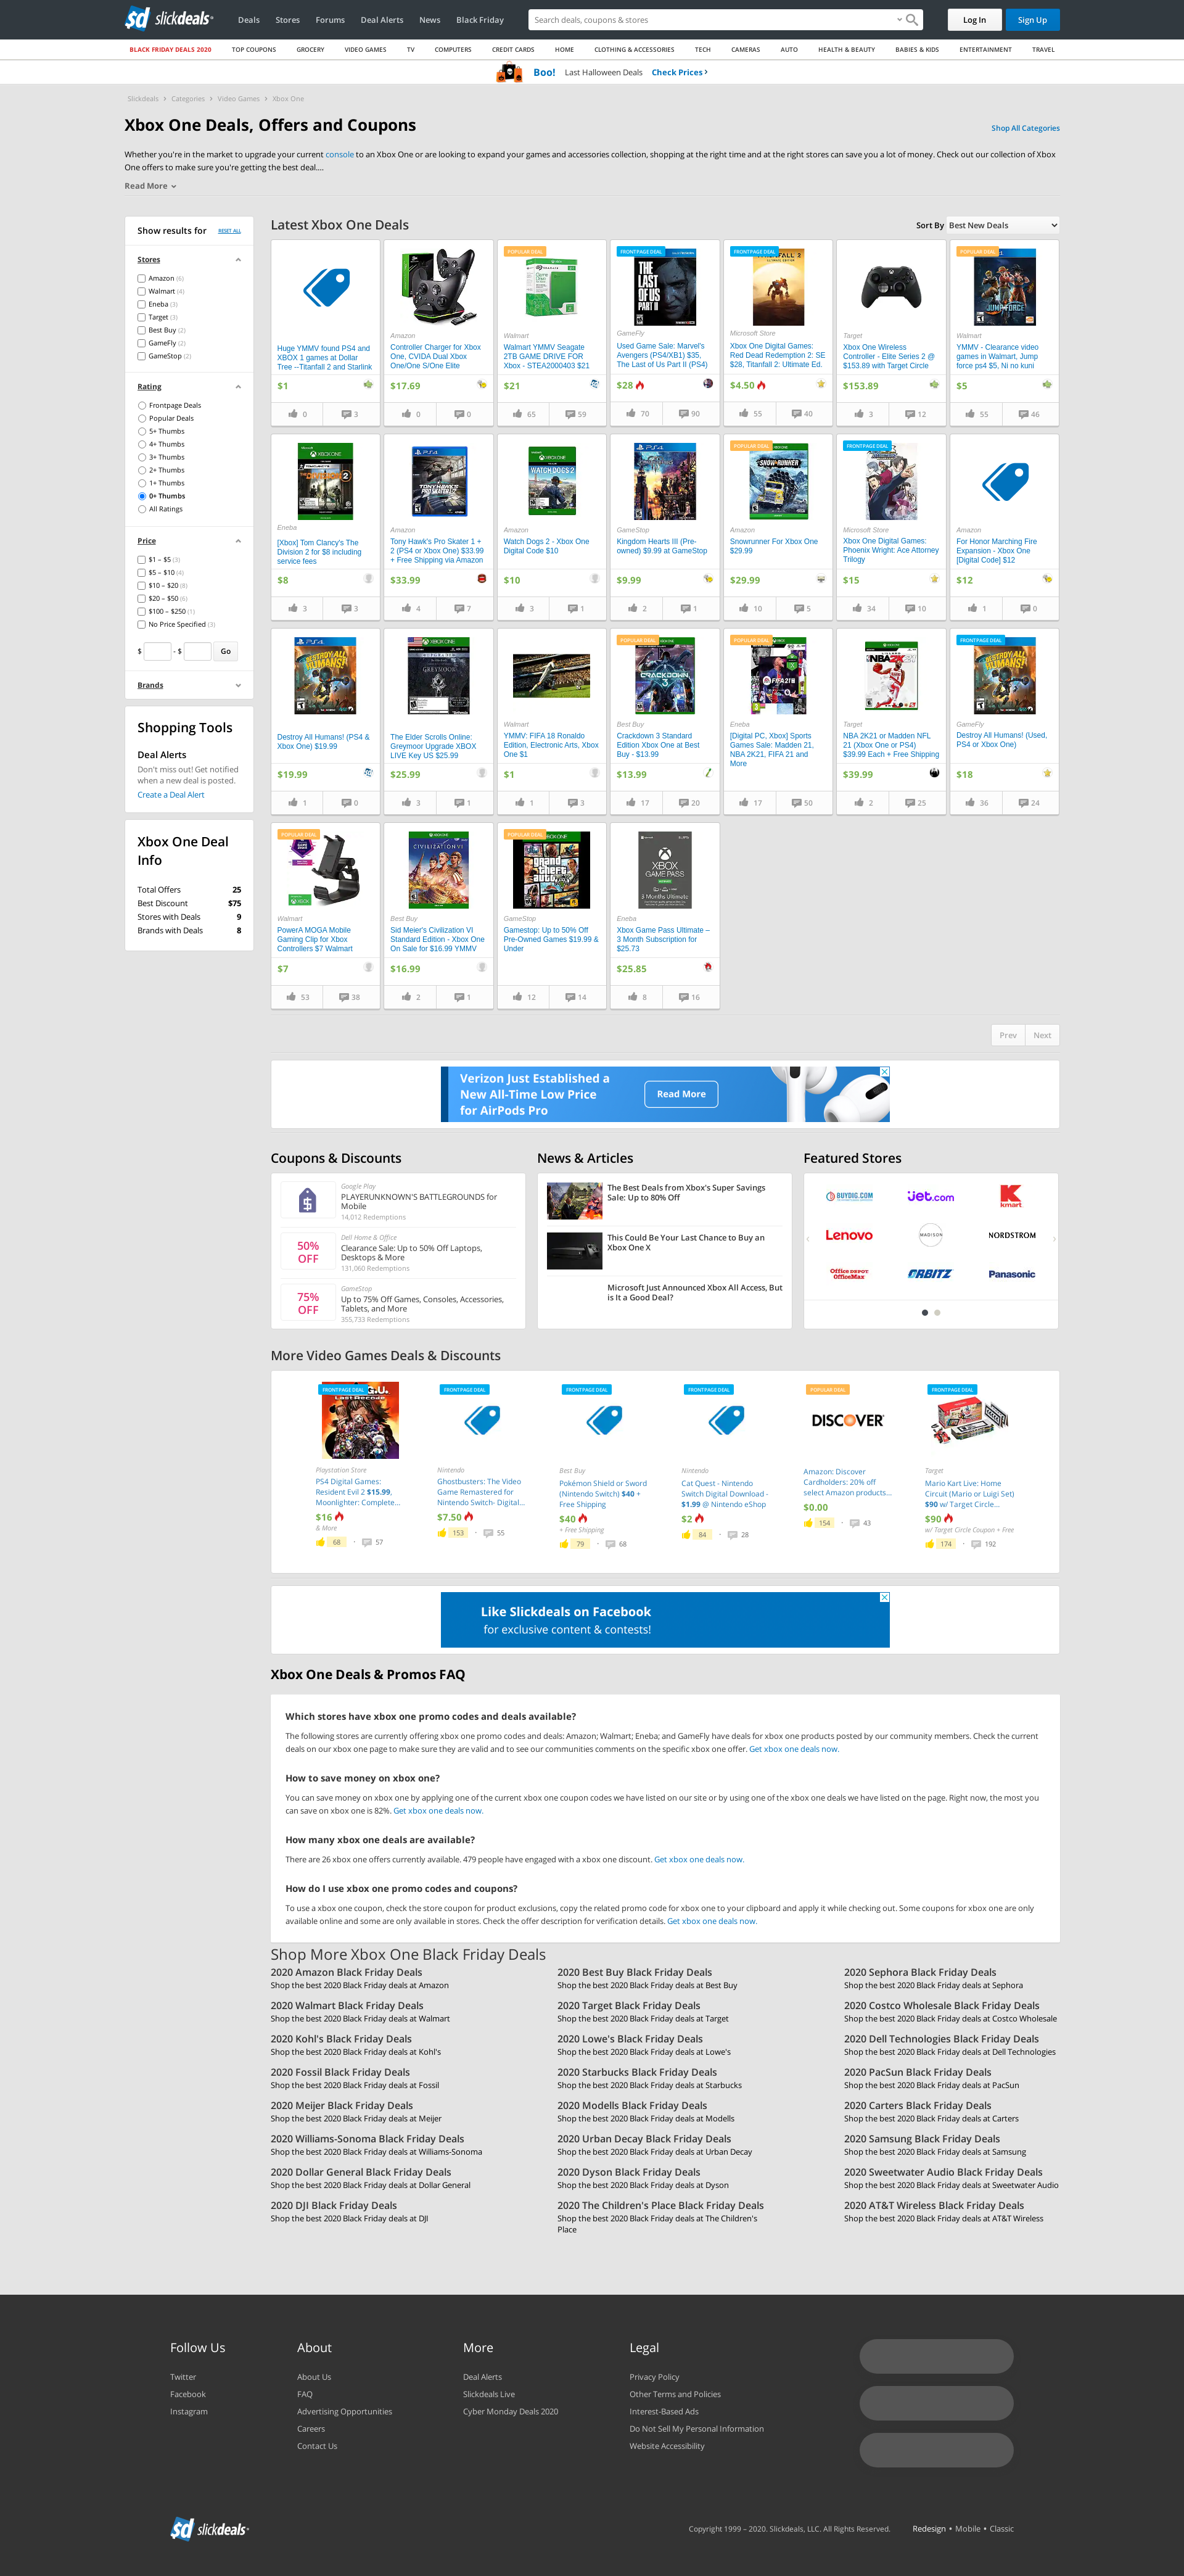 slickdeals
Deals
Stores
Forums
Deal Alerts
News
Black Friday
Search deals, coupons & stores
Log In
Sign Up
BLACK FRIDAY DEALS 2020
TOP COUPONS
GROCERY
VIDEO GAMES
TV
COMPUTERS
CREDIT CARDS
HOME
CLOTHING & ACCESSORIES
TECH
CAMERAS
AUTO
HEALTH & BEAUTY
BABIES & KIDS
ENTERTAINMENT
TRAVEL
Boo! Last Halloween Deals Check Prices ›
Slickdeals › Categories › Video Games › Xbox One
Xbox One Deals, Offers and Coupons
Shop All Categories
Whether you're in the market to upgrade your current console to an Xbox One or are looking to expand your games and accessories collection, shopping at the right time and at the right stores can save you a lot of money. Check out our collection of Xbox
One offers to make sure you're getting the best deal....
Read More
Show results for
RESET ALL
Stores
Amazon (6)
Walmart (4)
Eneba (3)
Target (3)
Best Buy (2)
GameFly (2)
GameStop (2)
Rating
Frontpage Deals
Popular Deals
5+ Thumbs
4+ Thumbs
3+ Thumbs
2+ Thumbs
1+ Thumbs
0+ Thumbs
All Ratings
Price
$1 – $5 (3)
$5 – $10 (4)
$10 – $20 (8)
$20 – $50 (6)
$100 – $250 (1)
No Price Specified (3)
$ - $ Go
Brands
Shopping Tools
Deal Alerts
Don't miss out! Get notified
when a new deal is posted.
Create a Deal Alert
Xbox One Deal
Info
Total Offers 25
Best Discount $75
Stores with Deals 9
Brands with Deals 8
Latest Xbox One Deals
Sort By Best New Deals
Huge YMMV found PS4 and
XBOX 1 games at Dollar
Tree --Titanfall 2 and Starlink
$1
0 3
Amazon
Controller Charger for Xbox
One, CVIDA Dual Xbox
One/One S/One Elite
$17.69
0 0
POPULAR DEAL
Walmart
Walmart YMMV Seagate
2TB GAME DRIVE FOR
Xbox - STEA2000403 $21
$21
65 59
FRONTPAGE DEAL
THE
LAST
OF US
PART II
GameFly
Used Game Sale: Marvel's
Avengers (PS4/XB1) $35,
The Last of Us Part II (PS4)
$28
70 90
FRONTPAGE DEAL
Microsoft Store
Xbox One Digital Games:
Red Dead Redemption 2: SE
$28, Titanfall 2: Ultimate Ed.
$4.50
55 40
Target
Xbox One Wireless
Controller - Elite Series 2 @
$153.89 with Target Circle
$153.89
3 12
POPULAR DEAL
JUMP FORCE
Walmart
YMMV - Clearance video
games in Walmart, Jump
force ps4 $5, Ni no kuni
$5
55 46
Eneba
[Xbox] Tom Clancy's The
Division 2 for $8 including
service fees
$8
3 3
PS4
Amazon
Tony Hawk's Pro Skater 1 +
2 (PS4 or Xbox One) $33.99
+ Free Shipping via Amazon
$33.99
4 7
XBOX ONE
WATCH DOGS 2
Amazon
Watch Dogs 2 - Xbox One
Digital Code $10
$10
3 1
PS4
GameStop
Kingdom Hearts III (Pre-
owned) $9.99 at GameStop
$9.99
2 1
POPULAR DEAL
SNOWRUNNER
Amazon
Snowrunner For Xbox One
$29.99
$29.99
10 5
FRONTPAGE DEAL
Microsoft Store
Xbox One Digital Games:
Phoenix Wright: Ace Attorney
Trilogy
$15
34 10
Amazon
For Honor Marching Fire
Expansion - Xbox One
[Digital Code] $12
$12
1 0
PS4
DESTROY ALL HUMANS!
Destroy All Humans! (PS4 &
Xbox One) $19.99
$19.99
1 0
XBOX ONE
GREYMOOR
The Elder Scrolls Online:
Greymoor Upgrade XBOX
LIVE Key US $25.99
$25.99
3 1
Walmart
YMMV: FIFA 18 Ronaldo
Edition, Electronic Arts, Xbox
One $1
$1
1 3
POPULAR DEAL
XBOX ONE
CRACKDOWN 3
Best Buy
Crackdown 3 Standard
Edition Xbox One at Best
Buy - $13.99
$13.99
17 20
POPULAR DEAL
FIFA 21
Eneba
[Digital PC, Xbox] Sports
Games Sale: Madden 21,
NBA 2K21, FIFA 21 and
More
17 50
NBA2K21
Target
NBA 2K21 or Madden NFL
21 (Xbox One or PS4)
$39.99 Each + Free Shipping
$39.99
2 25
FRONTPAGE DEAL
DESTROY ALL HUMANS!
GameFly
Destroy All Humans! (Used,
PS4 or Xbox One)
$18
36 24
POPULAR DEAL
Walmart
PowerA MOGA Mobile
Gaming Clip for Xbox
Controllers $7 Walmart
$7
53 38
XBOX ONE
CIVILIZATION VI
Best Buy
Sid Meier's Civilization VI
Standard Edition - Xbox One
On Sale for $16.99 YMMV
$16.99
2 1
POPULAR DEAL
XBOX ONE
grand theft auto
GameStop
Gamestop: Up to 50% Off
Pre-Owned Games $19.99 &
Under
12 14
XBOX
GAME PASS
3 Months Ultimate
Eneba
Xbox Game Pass Ultimate –
3 Month Subscription for
$25.73
$25.85
8 16
Prev
Next
Verizon Just Established a
New All-Time Low Price
for AirPods Pro
Read More
Coupons & Discounts
Google Play
PLAYERUNKNOWN'S BATTLEGROUNDS for
Mobile
14,012 Redemptions
50%
OFF
Dell Home & Office
Clearance Sale: Up to 50% Off Laptops,
Desktops & More
131,060 Redemptions
75%
OFF
GameStop
Up to 75% Off Games, Consoles, Accessories,
Tablets, and More
355,733 Redemptions
News & Articles
The Best Deals from Xbox's Super Savings
Sale: Up to 80% Off
This Could Be Your Last Chance to Buy an
Xbox One X
Microsoft Just Announced Xbox All Access, But
is It a Good Deal?
Featured Stores
BUYDIG.COM
Jet.com
kmart
Lenovo
MADISON
NORDSTROM
Office DEPOT
OfficeMax
ORBITZ
Panasonic
More Video Games Deals & Discounts
FRONTPAGE DEAL
Playstation Store
PS4 Digital Games:
Resident Evil 2 $15.99,
Moonlighter: Complete...
$16
& More
68 · 57
FRONTPAGE DEAL
Nintendo
Ghostbusters: The Video
Game Remastered for
Nintendo Switch- Digital...
$7.50
153 · 55
FRONTPAGE DEAL
Best Buy
Pokémon Shield or Sword
(Nintendo Switch) $40 +
Free Shipping
$40
+ Free Shipping
79 · 68
FRONTPAGE DEAL
Nintendo
Cat Quest - Nintendo
Switch Digital Download -
$1.99 @ Nintendo eShop
$2
84 · 28
POPULAR DEAL
DISCOVER
Amazon: Discover
Cardholders: 20% off
select Amazon products...
$0.00
154 · 43
FRONTPAGE DEAL
Target
Mario Kart Live: Home
Circuit (Mario or Luigi Set)
$90 w/ Target Circle...
$90
w/ Target Circle Coupon + Free
174 · 192
Like Slickdeals on Facebook
for exclusive content & contests!
Xbox One Deals & Promos FAQ
Which stores have xbox one promo codes and deals available?
The following stores are currently offering xbox one promo codes and deals: Amazon; Walmart; Eneba; and GameFly have deals for xbox one products posted by our community members. Check the current
deals on our xbox one page to make sure they are valid and to see our communities comments on the specific xbox one offer. Get xbox one deals now.
How to save money on xbox one?
You can save money on xbox one by applying one of the current xbox one coupon codes we have listed on our site or by using one of the xbox one deals we have listed on the page. Right now, the most you
can save on xbox one is 82%. Get xbox one deals now.
How many xbox one deals are available?
There are 26 xbox one offers currently available. 479 people have engaged with a xbox one discount. Get xbox one deals now.
How do I use xbox one promo codes and coupons?
To use a xbox one coupon, check the store coupon for product exclusions, copy the related promo code for xbox one to your clipboard and apply it while checking out. Some coupons for xbox one are only
available online and some are only available in stores. Check the offer description for verification details. Get xbox one deals now.
Shop More Xbox One Black Friday Deals
2020 Amazon Black Friday Deals
Shop the best 2020 Black Friday deals at Amazon
2020 Best Buy Black Friday Deals
Shop the best 2020 Black Friday deals at Best Buy
2020 Sephora Black Friday Deals
Shop the best 2020 Black Friday deals at Sephora
2020 Walmart Black Friday Deals
Shop the best 2020 Black Friday deals at Walmart
2020 Target Black Friday Deals
Shop the best 2020 Black Friday deals at Target
2020 Costco Wholesale Black Friday Deals
Shop the best 2020 Black Friday deals at Costco Wholesale
2020 Kohl's Black Friday Deals
Shop the best 2020 Black Friday deals at Kohl's
2020 Lowe's Black Friday Deals
Shop the best 2020 Black Friday deals at Lowe's
2020 Dell Technologies Black Friday Deals
Shop the best 2020 Black Friday deals at Dell Technologies
2020 Fossil Black Friday Deals
Shop the best 2020 Black Friday deals at Fossil
2020 Starbucks Black Friday Deals
Shop the best 2020 Black Friday deals at Starbucks
2020 PacSun Black Friday Deals
Shop the best 2020 Black Friday deals at PacSun
2020 Meijer Black Friday Deals
Shop the best 2020 Black Friday deals at Meijer
2020 Modells Black Friday Deals
Shop the best 2020 Black Friday deals at Modells
2020 Carters Black Friday Deals
Shop the best 2020 Black Friday deals at Carters
2020 Williams-Sonoma Black Friday Deals
Shop the best 2020 Black Friday deals at Williams-Sonoma
2020 Urban Decay Black Friday Deals
Shop the best 2020 Black Friday deals at Urban Decay
2020 Samsung Black Friday Deals
Shop the best 2020 Black Friday deals at Samsung
2020 Dollar General Black Friday Deals
Shop the best 2020 Black Friday deals at Dollar General
2020 Dyson Black Friday Deals
Shop the best 2020 Black Friday deals at Dyson
2020 Sweetwater Audio Black Friday Deals
Shop the best 2020 Black Friday deals at Sweetwater Audio
2020 DJI Black Friday Deals
Shop the best 2020 Black Friday deals at DJI
2020 The Children's Place Black Friday Deals
Shop the best 2020 Black Friday deals at The Children's
Place
2020 AT&T Wireless Black Friday Deals
Shop the best 2020 Black Friday deals at AT&T Wireless
Follow Us
Twitter
Facebook
Instagram
About
About Us
FAQ
Advertising Opportunities
Careers
Contact Us
More
Deal Alerts
Slickdeals Live
Cyber Monday Deals 2020
Legal
Privacy Policy
Other Terms and Policies
Interest-Based Ads
Do Not Sell My Personal Information
Website Accessibility
slickdeals
Copyright 1999 – 2020. Slickdeals, LLC. All Rights Reserved.
Redesign • Mobile • Classic